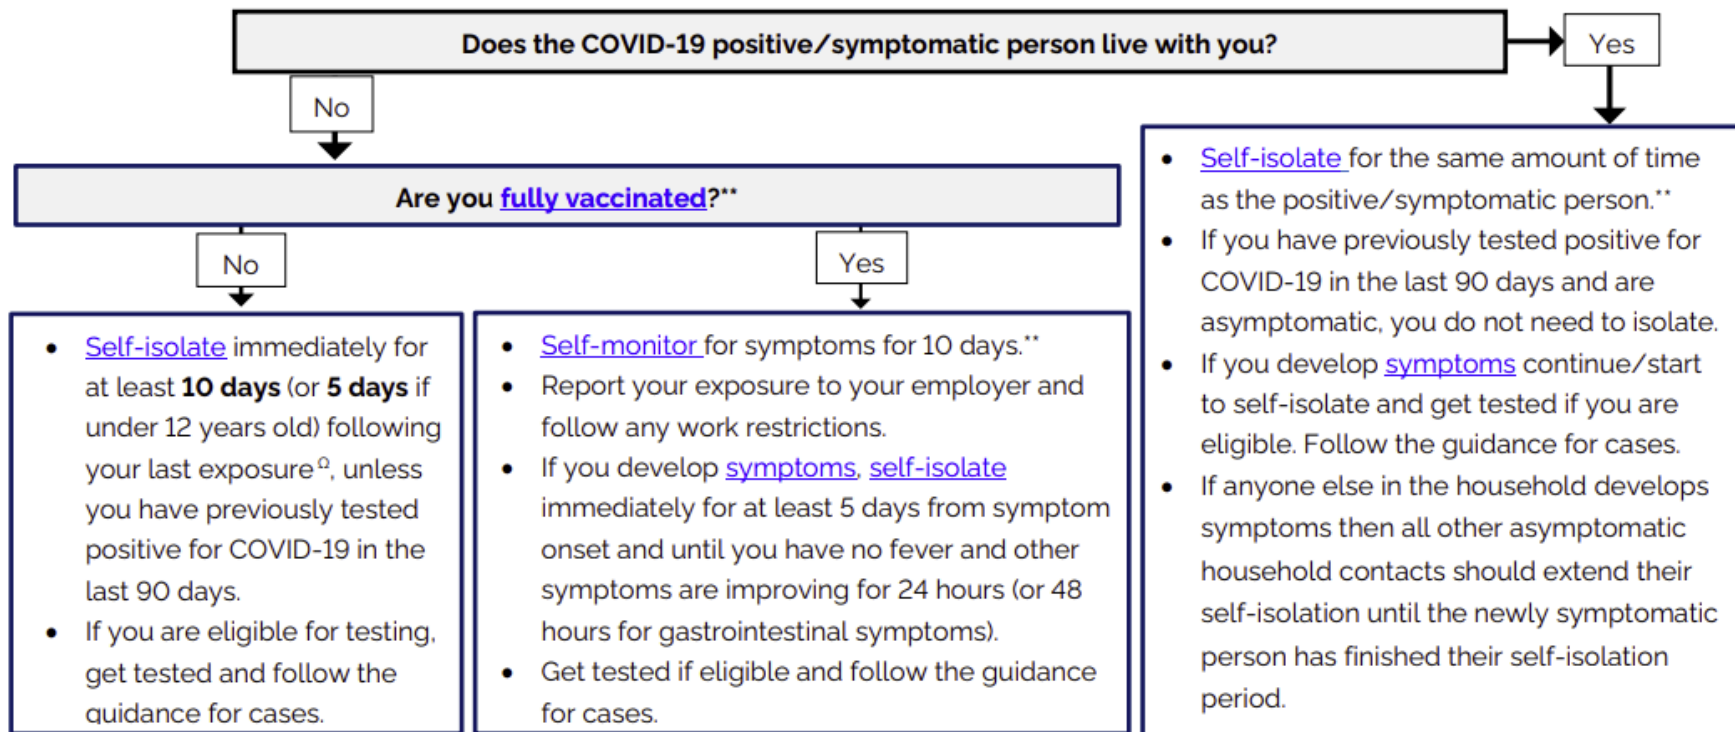 Does the COVID-19 positive/symptomatic person live with you?
Yes
No
Are you fully vaccinated?**
No
Yes
• Self-isolate immediately for
at least 10 days (or 5 days if
under 12 years old) following
your last exposure Ω, unless
you have previously tested
positive for COVID-19 in the
last 90 days.
• If you are eligible for testing,
get tested and follow the
guidance for cases.
• Self-monitor for symptoms for 10 days.**
• Report your exposure to your employer and
follow any work restrictions.
• If you develop symptoms, self-isolate
immediately for at least 5 days from symptom
onset and until you have no fever and other
symptoms are improving for 24 hours (or 48
hours for gastrointestinal symptoms).
• Get tested if eligible and follow the guidance
for cases.
• Self-isolate for the same amount of time
as the positive/symptomatic person.**
• If you have previously tested positive for
COVID-19 in the last 90 days and are
asymptomatic, you do not need to isolate.
• If you develop symptoms continue/start
to self-isolate and get tested if you are
eligible. Follow the guidance for cases.
• If anyone else in the household develops
symptoms then all other asymptomatic
household contacts should extend their
self-isolation until the newly symptomatic
person has finished their self-isolation
period.